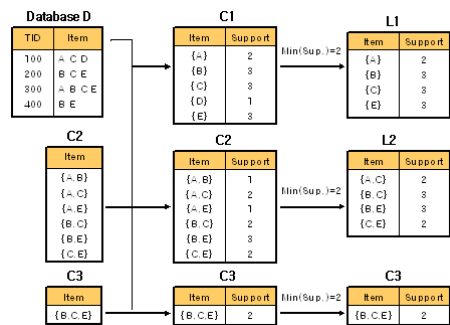 Database D
TID Item
100 A C D
200 B C E
300 A B C E
400 B E
C1
Item Support
{A} 2
{B} 3
{C} 3
{D} 1
{E} 3
Min(Sup.)=2
L1
Item Support
{A} 2
{B} 3
{C} 3
{E} 3
C2
Item
{A,B}
{A,C}
{A,E}
{B,C}
{B,E}
{C,E}
C2
Item Support
{A,B} 1
{A,C} 2
{A,E} 1
{B,C} 2
{B,E} 3
{C,E} 2
Min(Sup.)=2
L2
Item Support
{A,C} 2
{B,C} 3
{B,E} 3
{C,E} 2
C3
Item
{B,C,E}
C3
Item Support
{B,C,E} 2
Min(Sup.)=2
C3
Item Support
{B,C,E} 2